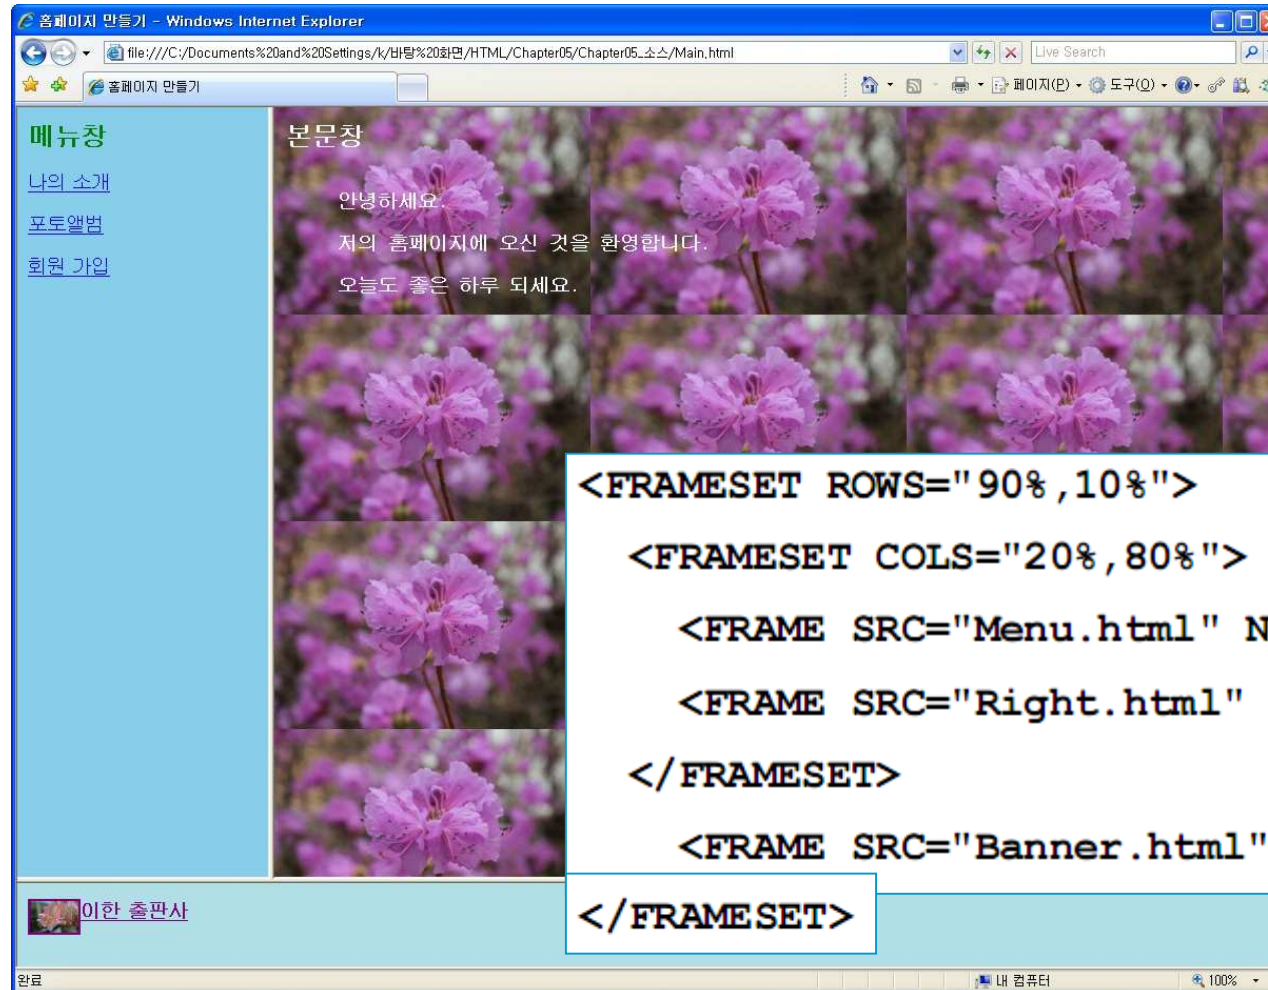 홈페이지 만들기 - Windows Internet Explorer
file:///C:/Documents%20and%20Settings/k/바탕%20화면/HTML/Chapter05/Chapter05_소스/Main.html
Live Search
홈페이지 만들기
페이지(P)
도구(O)
메뉴창
나의 소개
포토앨범
회원 가입
본문창
안녕하세요.
저의 홈페이지에 오신 것을 환영합니다.
오늘도 좋은 하루 되세요.
<FRAMESET ROWS="90%,10%">
<FRAMESET COLS="20%,80%">
<FRAME SRC="Menu.html" N
<FRAME SRC="Right.html"
</FRAMESET>
<FRAME SRC="Banner.html"
</FRAMESET>
이한 출판사
완료
내 컴퓨터
100%